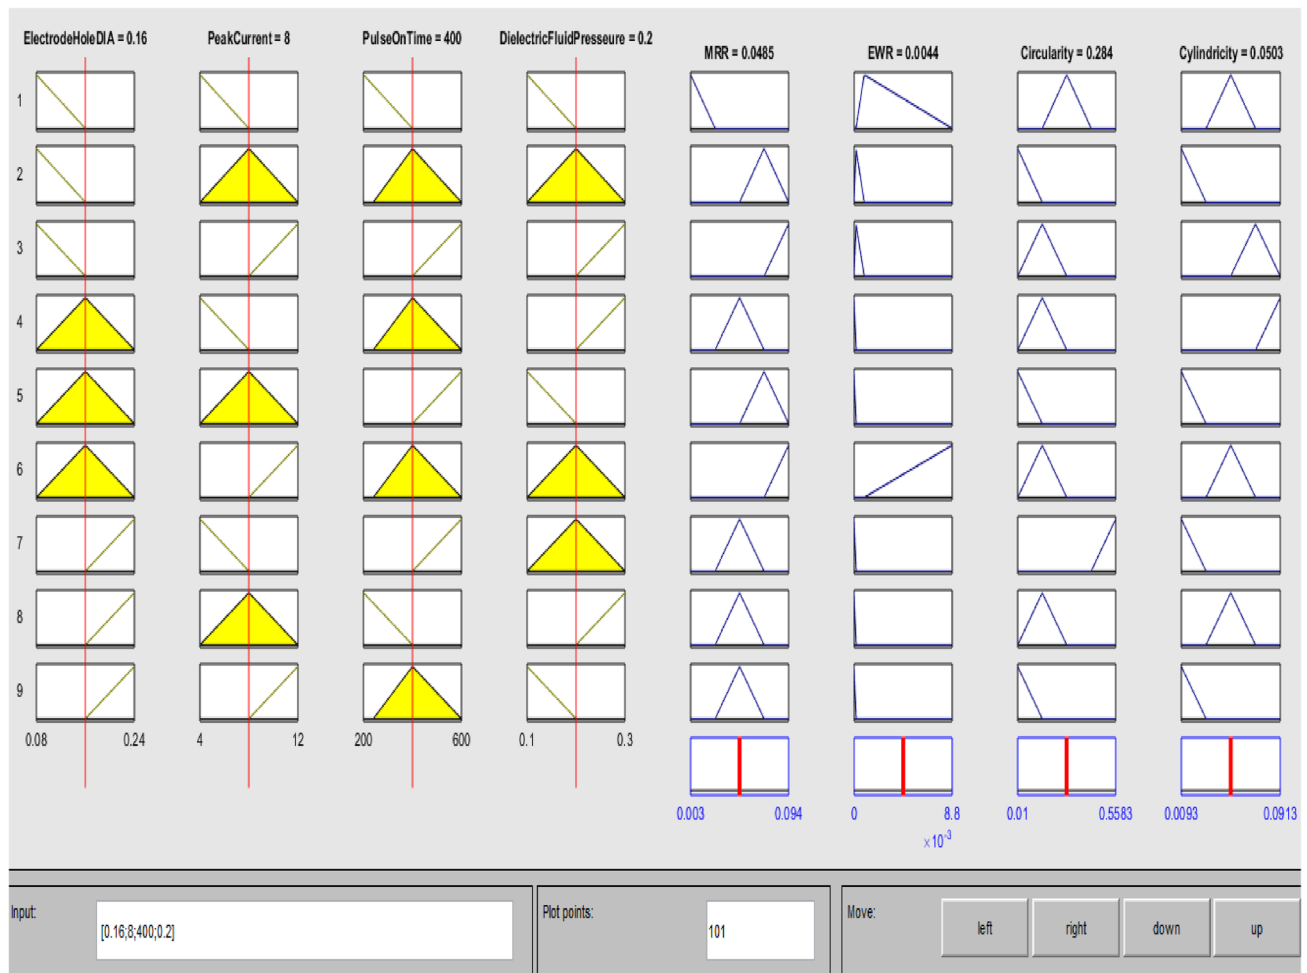 ElectrodeHoleDIA = 0.16 PeakCurrent = 8 PulseOnTime = 400 DielectricFluidPresseure = 0.2 MRR = 0.0485 EWR = 0.0044 Circularity = 0.284 Cylindricity = 0.0503
1
2
3
4
5
6
7
8
9
0.08 0.24 4 12 200 600 0.1 0.3
0.003 0.094 0 8.8 0.01 0.5583 0.0093 0.0913
×10⁻³
Input: [0.16;8;400;0.2] Plot points: 101 Move: left right down up